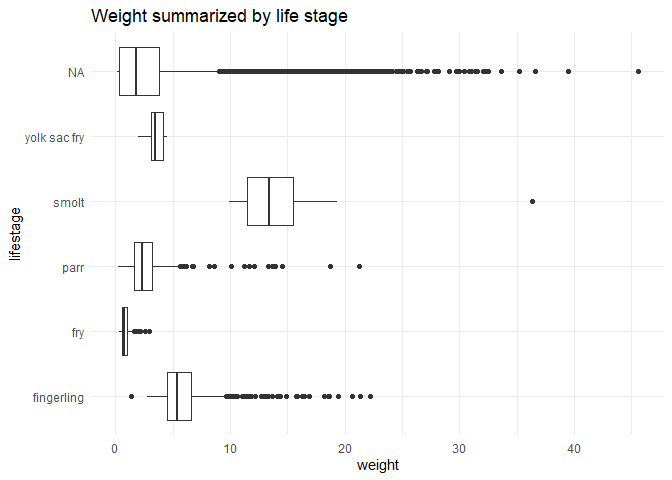 Weight summarized by life stage
NA
yolk sac fry
smolt
parr
fry
fingerling
lifestage
0 10 20 30 40
weight